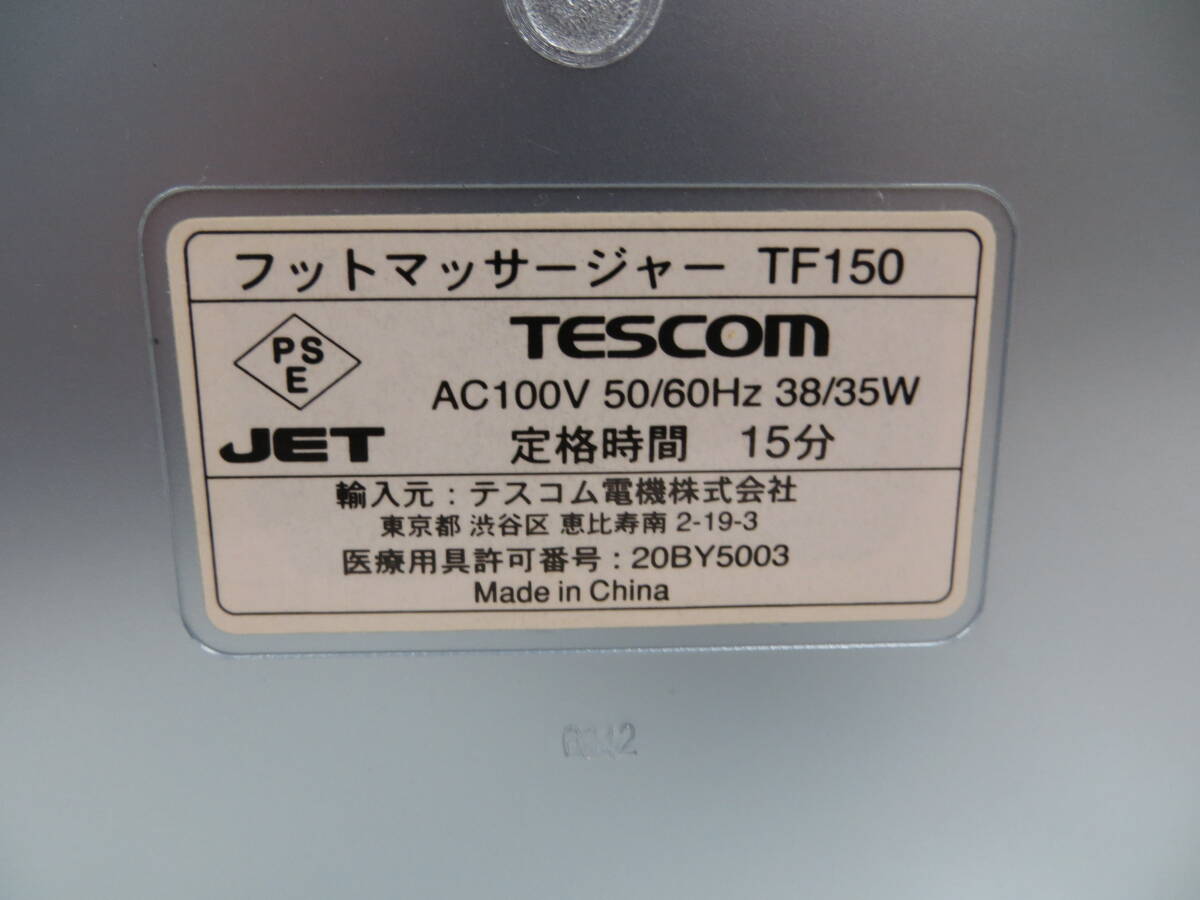 フットマッサージャー TF150
PS
E
TESCOM
AC100V 50/60Hz 38/35W
JET 定格時間 15分
輸入元：テスコム電機株式会社
東京都 渋谷区 恵比寿南 2-19-3
医療用具許可番号：20BY5003
Made in China